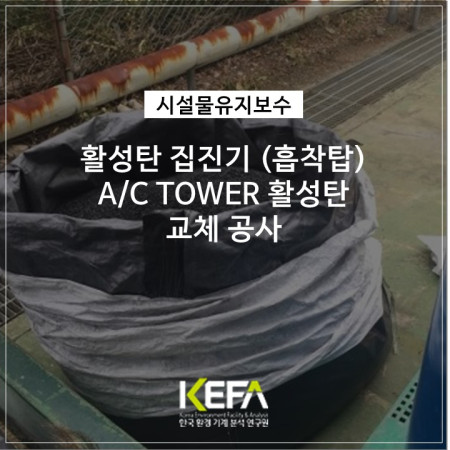 시설물유지보수
활성탄 집진기 (흡착탑)
A/C TOWER 활성탄
교체 공사
KEFA
Korea Environment Facility & Analysis
한국 환경 기계 분석 연구원